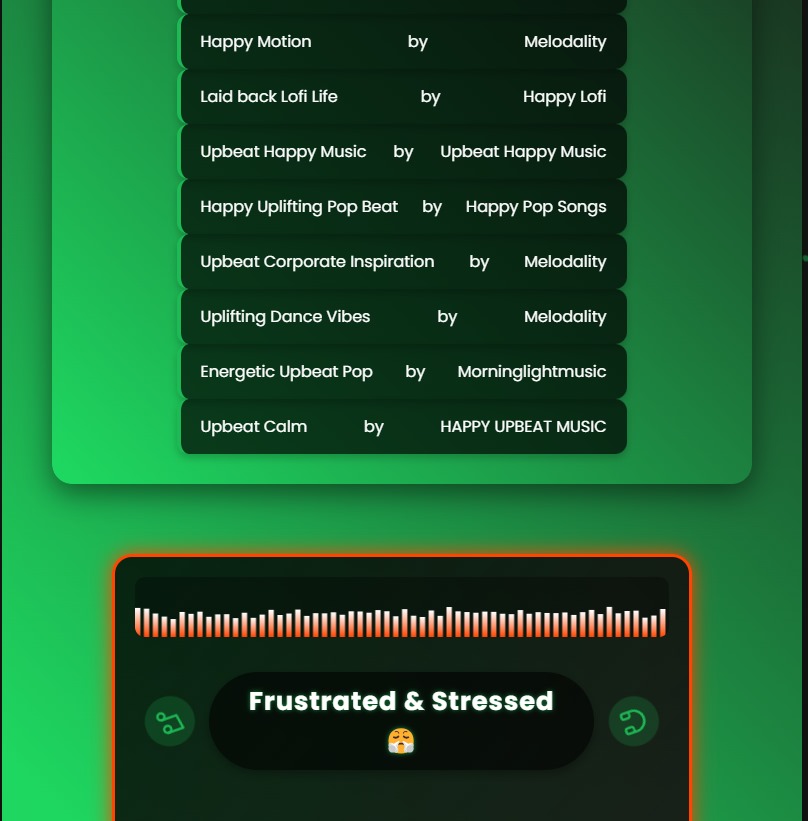 Happy Motion by Melodality
Laid back Lofi Life by Happy Lofi
Upbeat Happy Music by Upbeat Happy Music
Happy Uplifting Pop Beat by Happy Pop Songs
Upbeat Corporate Inspiration by Melodality
Uplifting Dance Vibes by Melodality
Energetic Upbeat Pop by Morninglightmusic
Upbeat Calm by HAPPY UPBEAT MUSIC
Frustrated & Stressed
😤